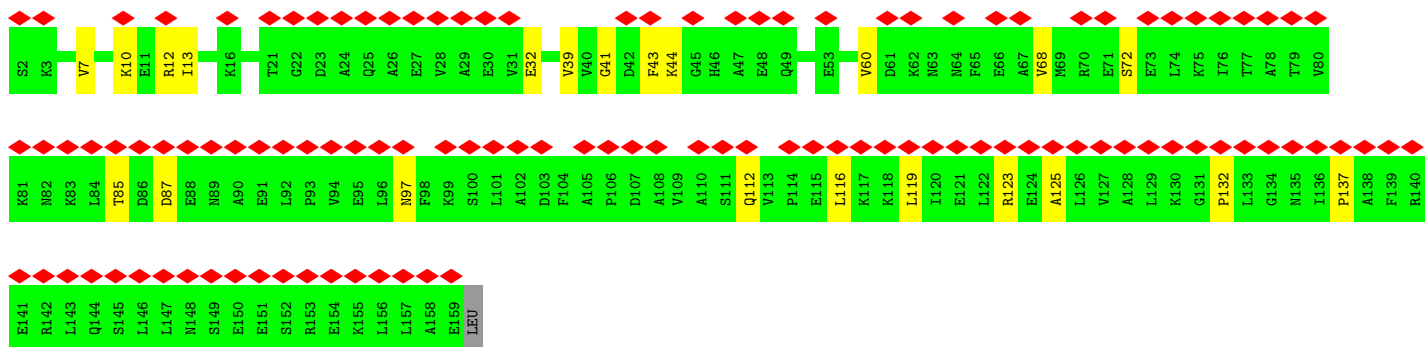 S2 K3 V7 K10 E11 R12 I13 K16 T21 G22 D23 A24 Q25 A26 E27 V28 A29 E30 V31 E32 V39 V40 G41 D42 F43 K44 G45 H46 A47 E48 Q49 E53 V60 D61 K62 N63 N64 F65 E66 A67 V68 M69 R70 E71 S72 E73 L74 K75 I76 T77 A78 T79 V80
K81 N82 K83 L84 T85 D86 D87 E88 N89 A90 E91 L92 P93 V94 E95 L96 N97 F98 K99 S100 L101 A102 D103 F104 A105 P106 D107 A108 V109 A110 S111 Q112 V113 P114 E115 L116 K117 K118 L119 I120 E121 L122 R123 E124 A125 L126 V127 A128 L129 K130 G131 P132 L133 G134 N135 I136 P137 A138 F139 R140
E141 R142 L143 Q144 S145 L146 L147 N148 S149 E150 E151 S152 R153 E154 K155 L156 L157 A158 E159 LEU